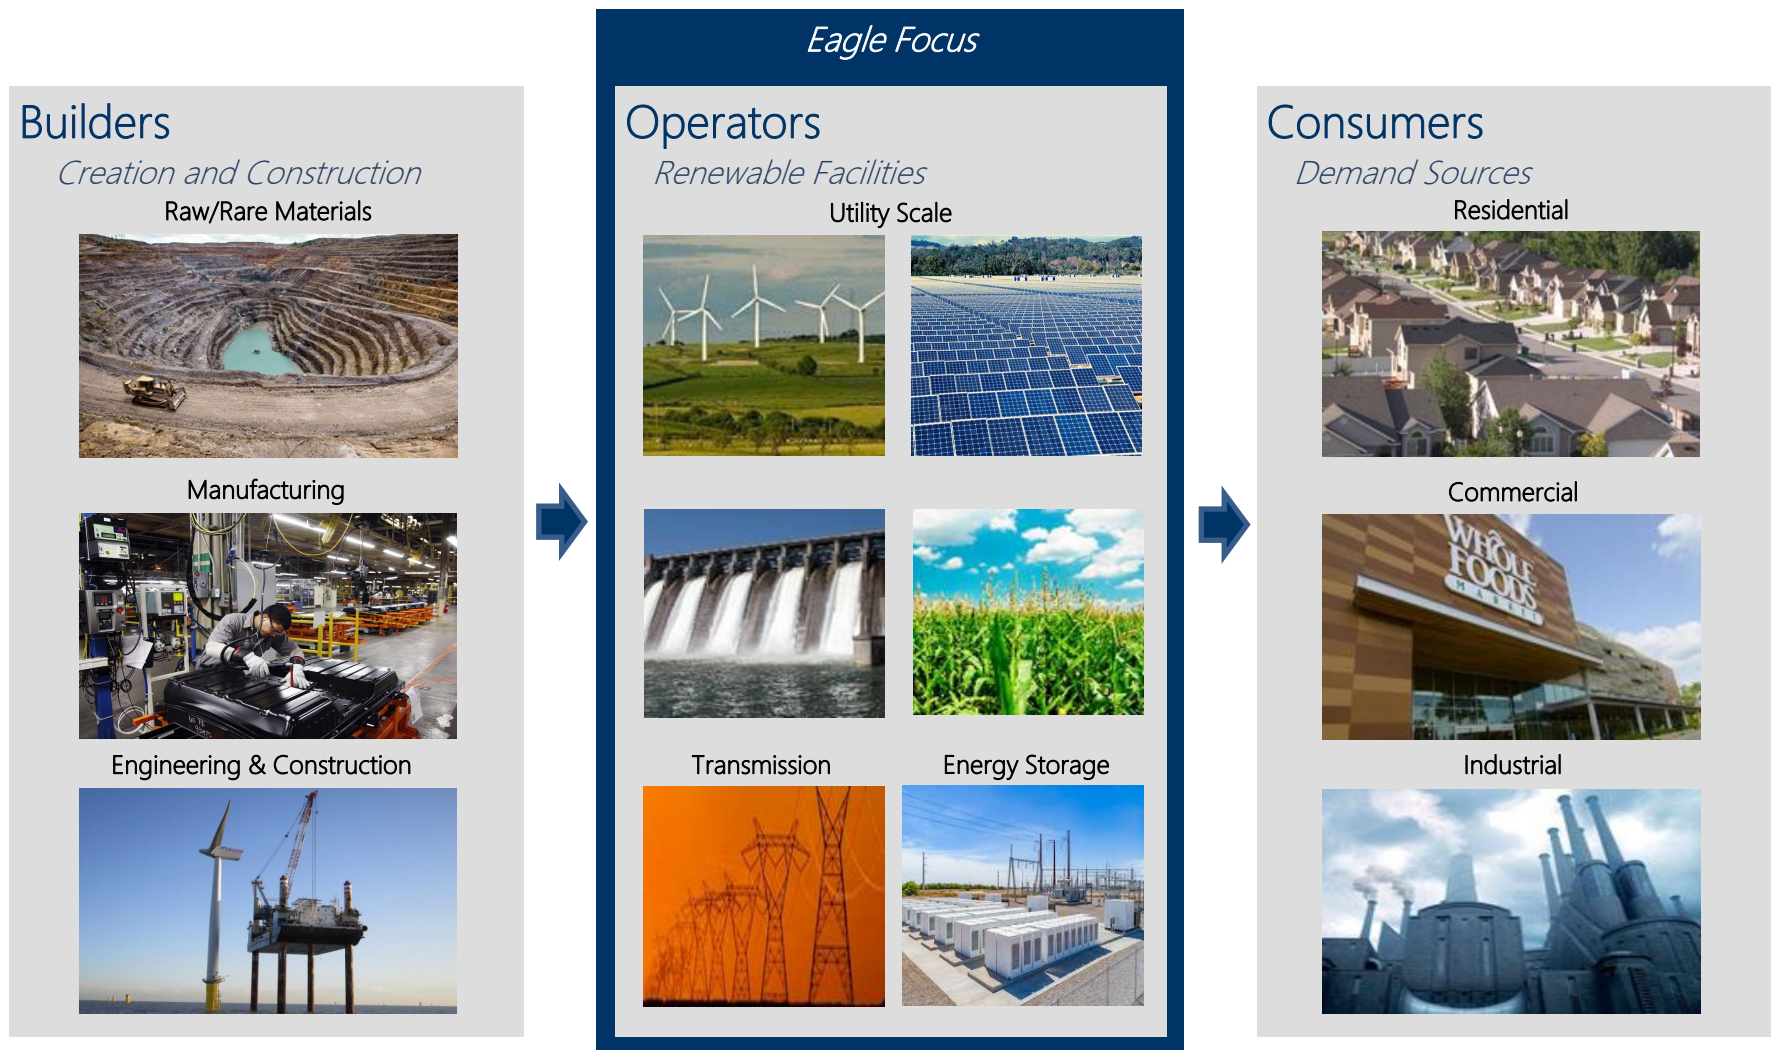 Eagle Focus
Builders
Creation and Construction
Raw/Rare Materials
Manufacturing
Engineering & Construction
Operators
Renewable Facilities
Utility Scale
Transmission
Energy Storage
Consumers
Demand Sources
Residential
Commercial
WHOLE
FOODS
MARKET
Industrial